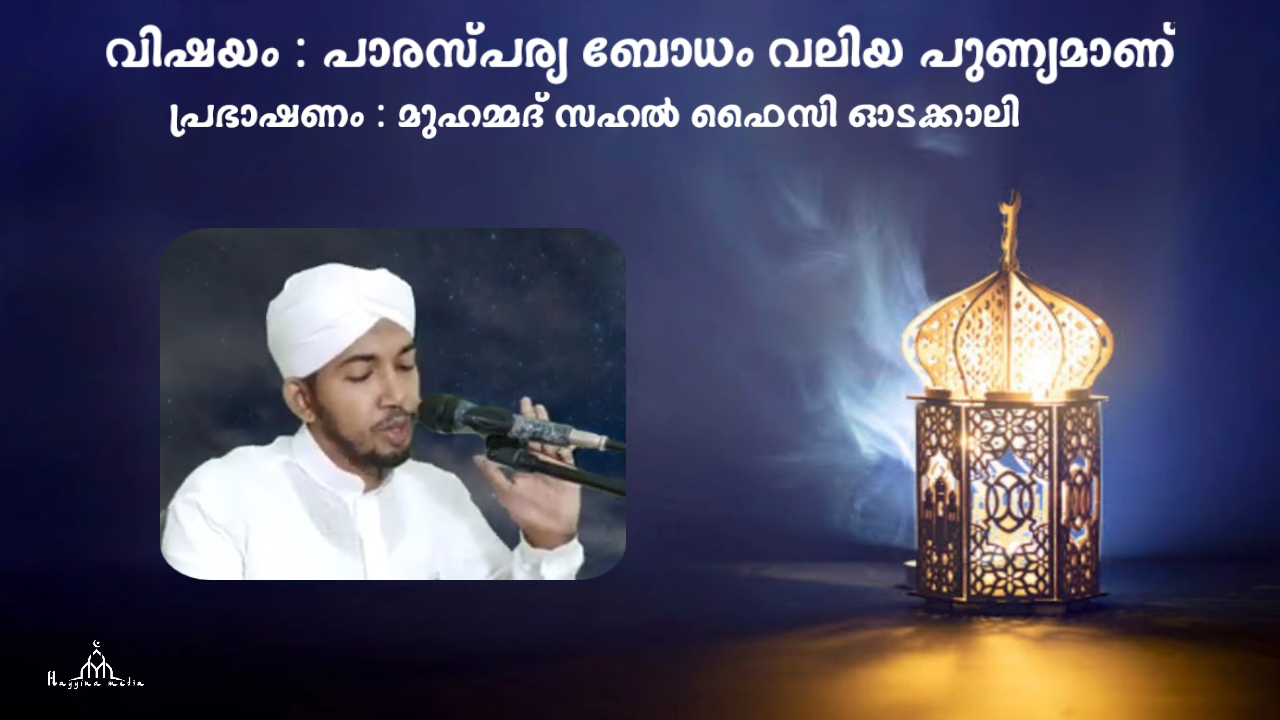 വിഷയം : പാരസ്പര്യ ബോധം വലിയ പുണ്യമാണ്
പ്രഭാഷണം : മുഹമ്മദ് സഹൽ ഫൈസി ഓടക്കാലി